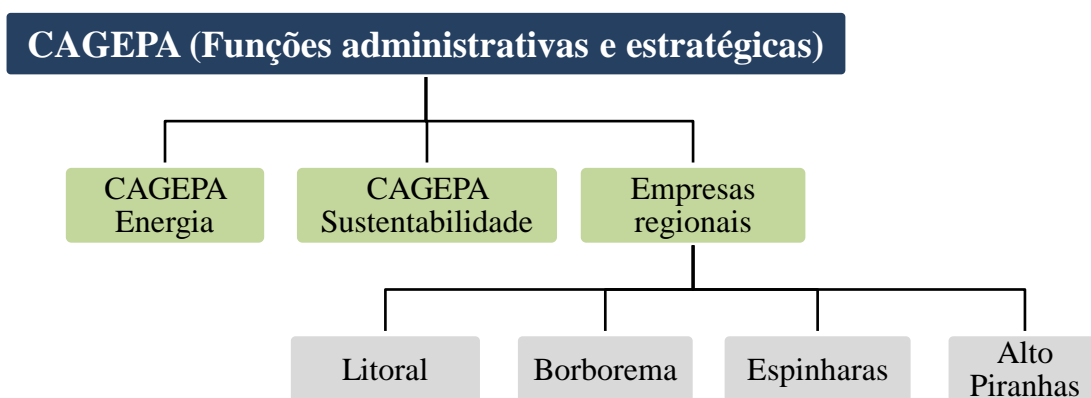 CAGEPA (Funções administrativas e estratégicas)
CAGEPA
Energia
CAGEPA
Sustentabilidade
Empresas
regionais
Litoral
Borborema
Espinharas
Alto
Piranhas